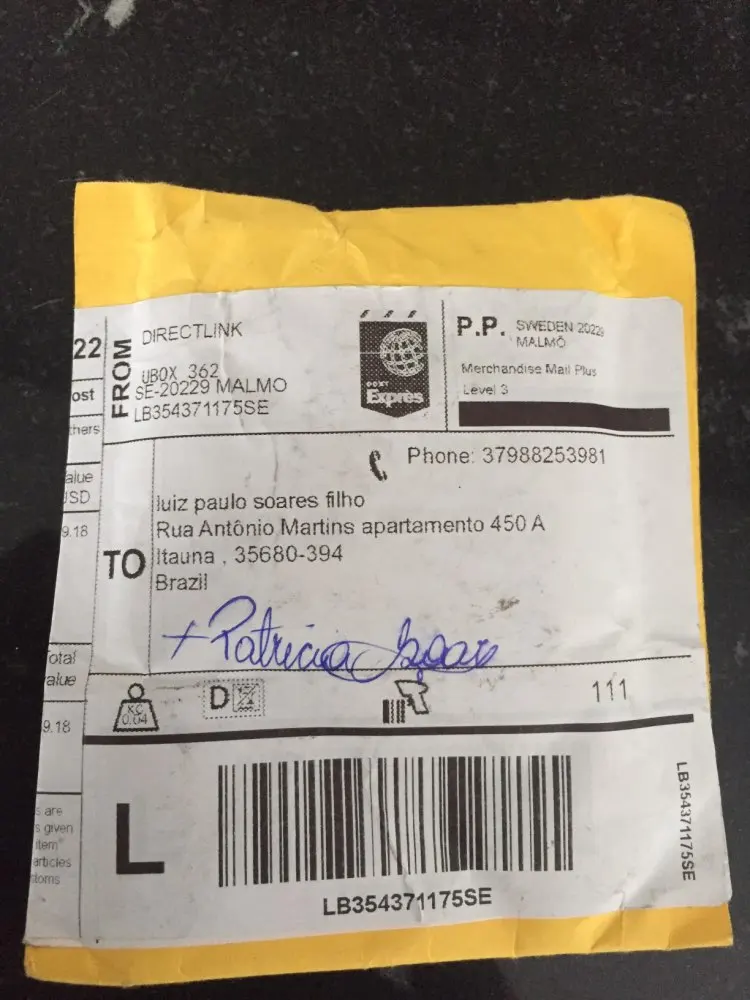 22
ost
thers
alue
USD
9.18
Total
alue
9.18
s are
s given
item"
articles
stoms
FROM
DIRECTLINK
UBOX 362
SE-20229 MALMO
LB354371175SE
POST
Expres
P.P. SWEDEN 20229
MALMÖ
Merchandise Mail Plus
Level 3
Phone: 37988253981
TO
luiz paulo soares filho
Rua Antônio Martins apartamento 450 A
Itauna , 35680-394
Brazil
+ Patricia Soares
KG
0.04
D
111
L
LB354371175SE
LB354371175SE